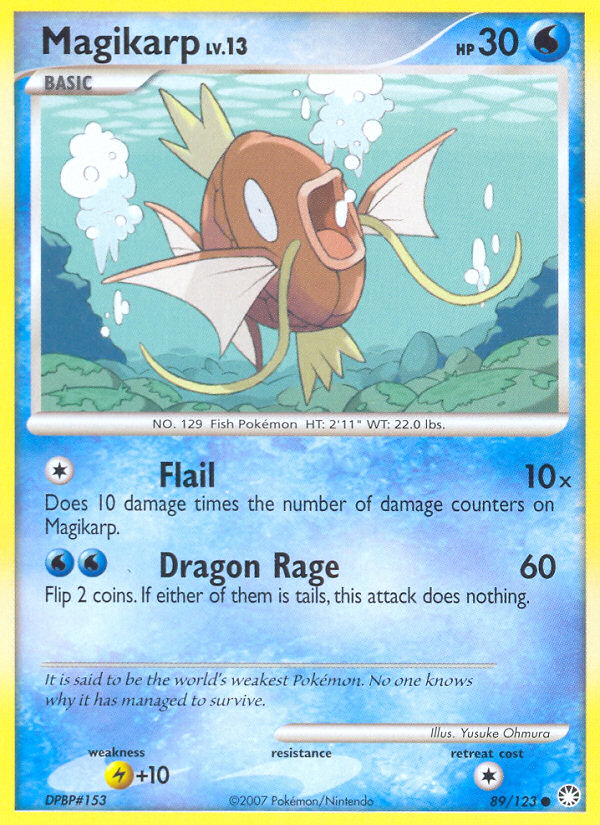 Magikarp LV.13 HP 30
BASIC
NO. 129 Fish Pokémon HT: 2'11" WT: 22.0 lbs.
Flail 10x
Does 10 damage times the number of damage counters on
Magikarp.
Dragon Rage 60
Flip 2 coins. If either of them is tails, this attack does nothing.
It is said to be the world's weakest Pokémon. No one knows
why it has managed to survive.
Illus. Yusuke Ohmura
weakness resistance retreat cost
+10
DPBP#153 ©2007 Pokémon/Nintendo 89/123